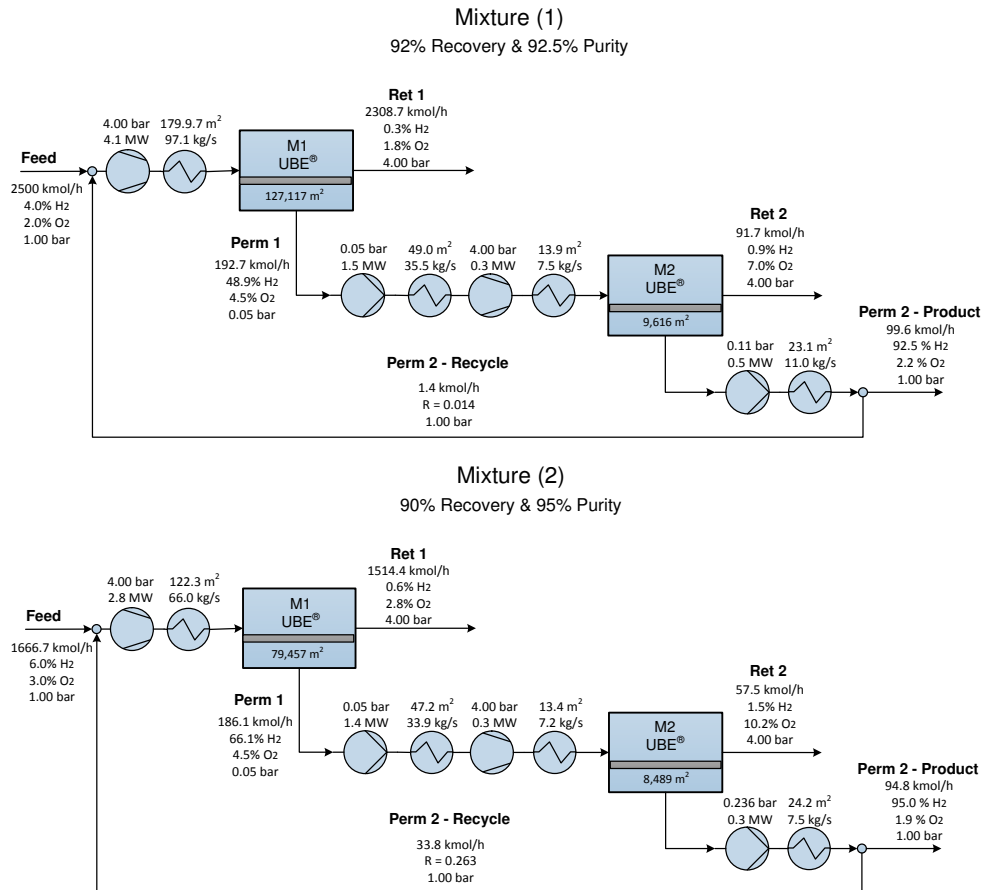 Mixture (1)
92% Recovery & 92.5% Purity
Ret 1
2308.7 kmol/h
0.3% H2
1.8% O2
4.00 bar
4.00 bar
4.1 MW
179.9.7 m²
97.1 kg/s
M1
UBE®
127,117 m²
Feed
2500 kmol/h
4.0% H2
2.0% O2
1.00 bar
Perm 1
192.7 kmol/h
48.9% H2
4.5% O2
0.05 bar
0.05 bar
1.5 MW
49.0 m²
35.5 kg/s
4.00 bar
0.3 MW
13.9 m²
7.5 kg/s
M2
UBE®
9,616 m²
Ret 2
91.7 kmol/h
0.9% H2
7.0% O2
4.00 bar
Perm 2 - Product
99.6 kmol/h
92.5 % H2
2.2 % O2
1.00 bar
0.11 bar
0.5 MW
23.1 m²
11.0 kg/s
Perm 2 - Recycle
1.4 kmol/h
R = 0.014
1.00 bar
Mixture (2)
90% Recovery & 95% Purity
Ret 1
1514.4 kmol/h
0.6% H2
2.8% O2
4.00 bar
4.00 bar
2.8 MW
122.3 m²
66.0 kg/s
M1
UBE®
79,457 m²
Feed
1666.7 kmol/h
6.0% H2
3.0% O2
1.00 bar
Perm 1
186.1 kmol/h
66.1% H2
4.5% O2
0.05 bar
0.05 bar
1.4 MW
47.2 m²
33.9 kg/s
4.00 bar
0.3 MW
13.4 m²
7.2 kg/s
M2
UBE®
8,489 m²
Ret 2
57.5 kmol/h
1.5% H2
10.2% O2
4.00 bar
Perm 2 - Product
94.8 kmol/h
95.0 % H2
1.9 % O2
1.00 bar
0.236 bar
0.3 MW
24.2 m²
7.5 kg/s
Perm 2 - Recycle
33.8 kmol/h
R = 0.263
1.00 bar